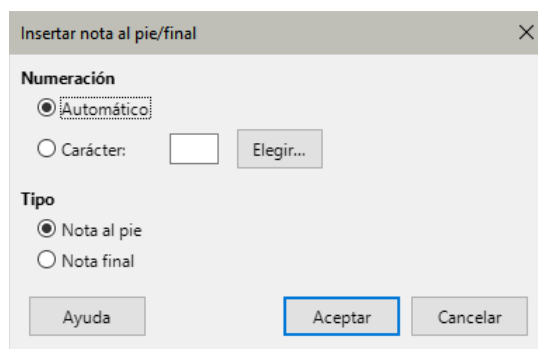 Insertar nota al pie/final
Numeración
Automático
Carácter:
Elegir...
Tipo
Nota al pie
Nota final
Ayuda
Aceptar
Cancelar